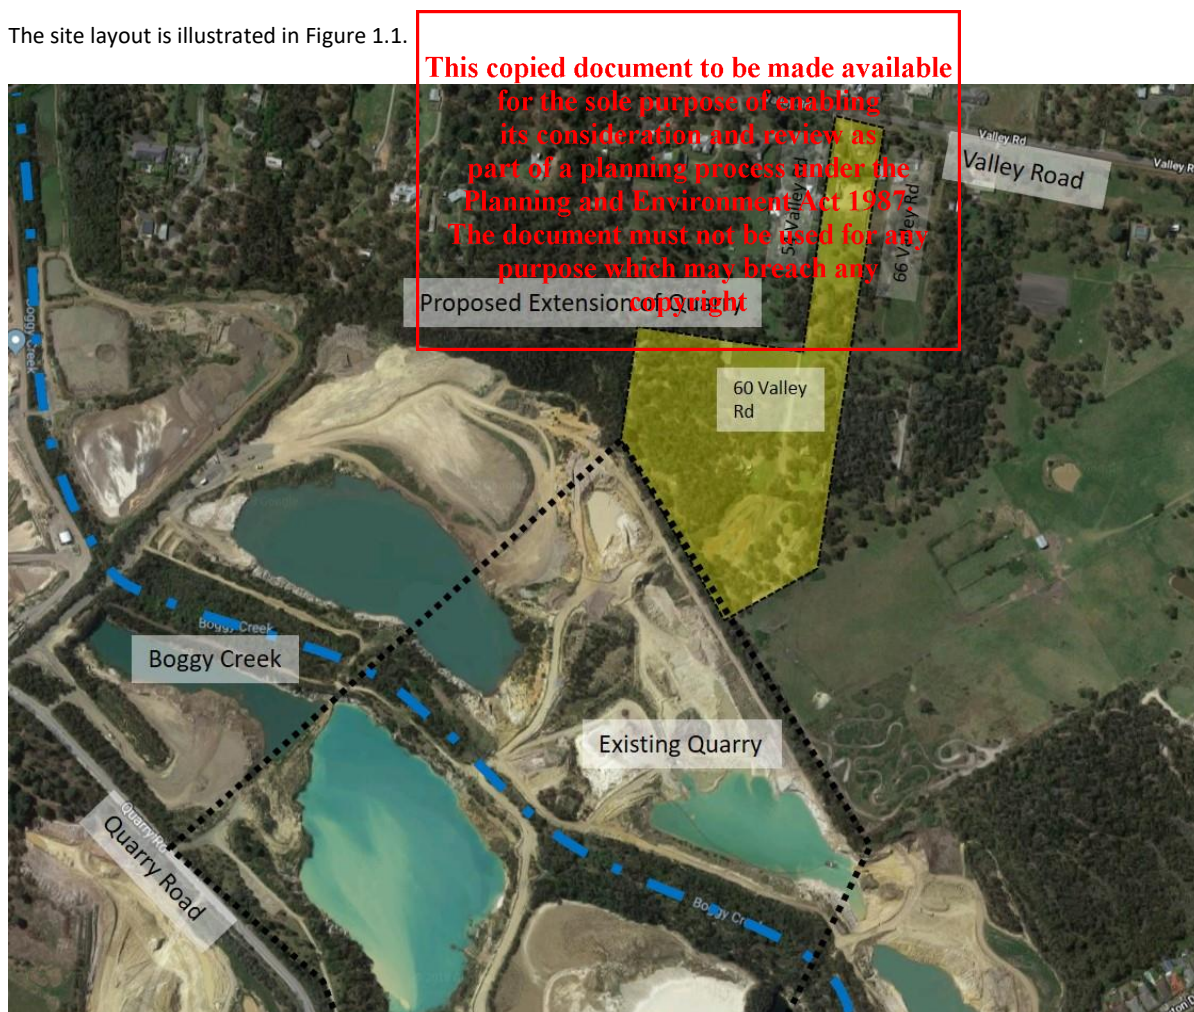 The site layout is illustrated in Figure 1.1.
This copied document to be made available
for the sole purpose of enabling
its consideration and review as
part of a planning process under the
Planning and Environment Act 1987.
The document must not be used for any
purpose which may breach any
copyright
Valley Rd
Valley R
Valley Road
54 Valley Rd
66 Valley Rd
Proposed Extension of Quarry
60 Valley
Rd
Boggy Creek
Boggy Creek
Boggy Creek
Existing Quarry
Quarry Rd
Quarry Road
Boggy Creek